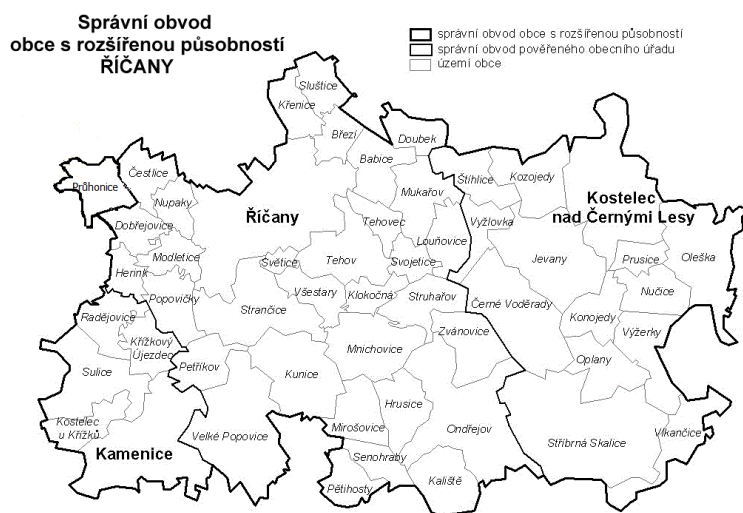 Správní obvod
obce s rozšířenou působností
ŘÍČANY
správní obvod obce s rozšířenou působností
správní obvod pověřeného obecního úřadu
území obce
Sluštice
Křenice
Březí
Doubek
Babice
Čestlice
Průhonice
Nupaky
Mukařov
Štíhlice
Kozojedy
Kostelec
nad Černými Lesy
Říčany
Tehovec
Vyžlovka
Dobřejovice
Louňovice
Modletice
Světice
Tehov
Svojetice
Jevany
Prusice
Oleška
Herink
Nučice
Popovičky
Všestary
Klokočná
Struhařov
Černé Voděrady
Strančice
Radějovice
Konojedy
Výžerky
Křížkový
Újezdec
Zvánovice
Mnichovice
Oplany
Sulice
Petříkov
Kunice
Hrusice
Kostelec
u Křížků
Mirošovice
Velké Popovice
Ondřejov
Stříbrná Skalice
Vlkančice
Kamenice
Senohraby
Pětihosty
Kaliště